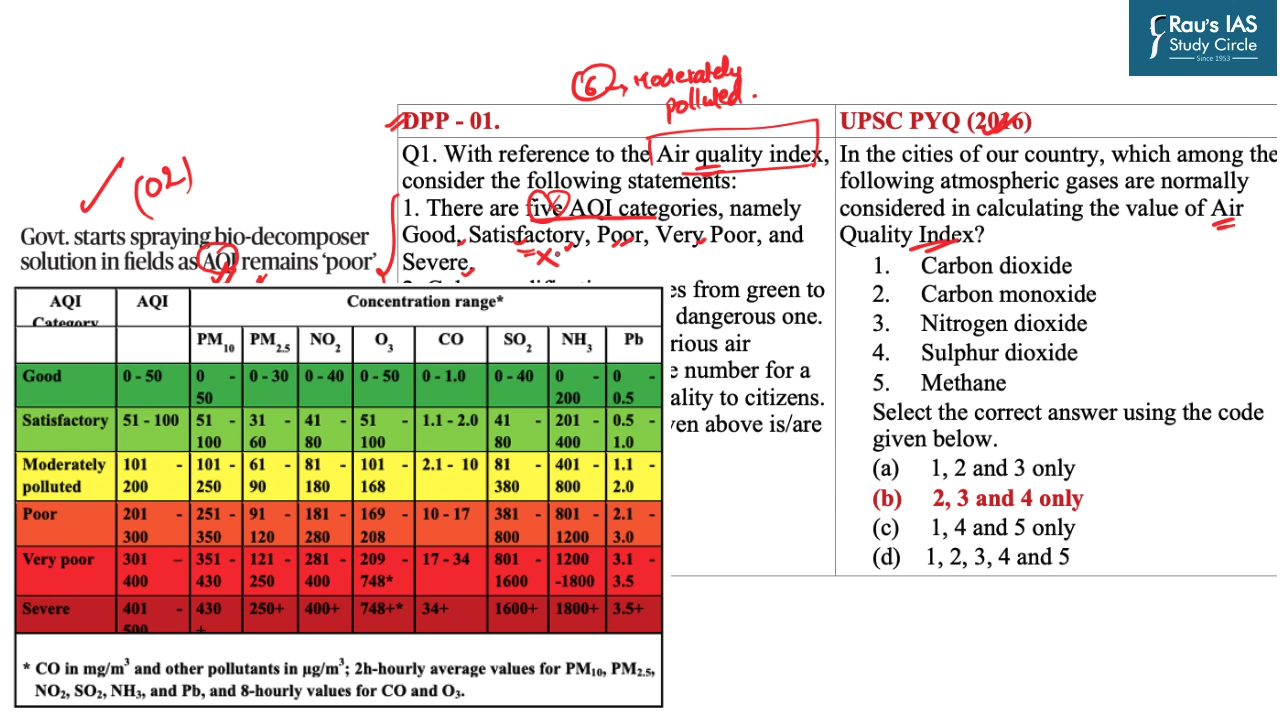 Rau's IAS
Study Circle
Since 1953
6 → Moderately
polluted.
(02)
Govt. starts spraying bio-decomposer
solution in fields as AQI remains 'poor'
DPP - 01.
Q1. With reference to the Air quality index,
consider the following statements:
1. There are five AQI categories, namely
Good, Satisfactory, Poor, Very Poor, and
Severe.
es from green to
dangerous one.
rious air
e number for a
ality to citizens.
ven above is/are
UPSC PYQ (2016)
In the cities of our country, which among the
following atmospheric gases are normally
considered in calculating the value of Air
Quality Index?
1. Carbon dioxide
2. Carbon monoxide
3. Nitrogen dioxide
4. Sulphur dioxide
5. Methane
Select the correct answer using the code
given below.
(a) 1, 2 and 3 only
(b) 2, 3 and 4 only
(c) 1, 4 and 5 only
(d) 1, 2, 3, 4 and 5
AQI Category AQI Concentration range*
PM10 PM2.5 NO2 O3 CO SO2 NH3 Pb
Good 0 - 50 0 - 50 0 - 30 0 - 40 0 - 50 0 - 1.0 0 - 40 0 - 200 0 - 0.5
Satisfactory 51 - 100 51 - 100 31 - 60 41 - 80 51 - 100 1.1 - 2.0 41 - 80 201 - 400 0.5 - 1.0
Moderately polluted 101 - 200 101 - 250 61 - 90 81 - 180 101 - 168 2.1 - 10 81 - 380 401 - 800 1.1 - 2.0
Poor 201 - 300 251 - 350 91 - 120 181 - 280 169 - 208 10 - 17 381 - 800 801 - 1200 2.1 - 3.0
Very poor 301 – 400 351 - 430 121 - 250 281 - 400 209 - 748* 17 - 34 801 - 1600 1200 -1800 3.1 - 3.5
Severe 401 - 500 430 + 250+ 400+ 748+* 34+ 1600+ 1800+ 3.5+
* CO in mg/m³ and other pollutants in µg/m³; 2h-hourly average values for PM10, PM2.5,
NO2, SO2, NH3, and Pb, and 8-hourly values for CO and O3.